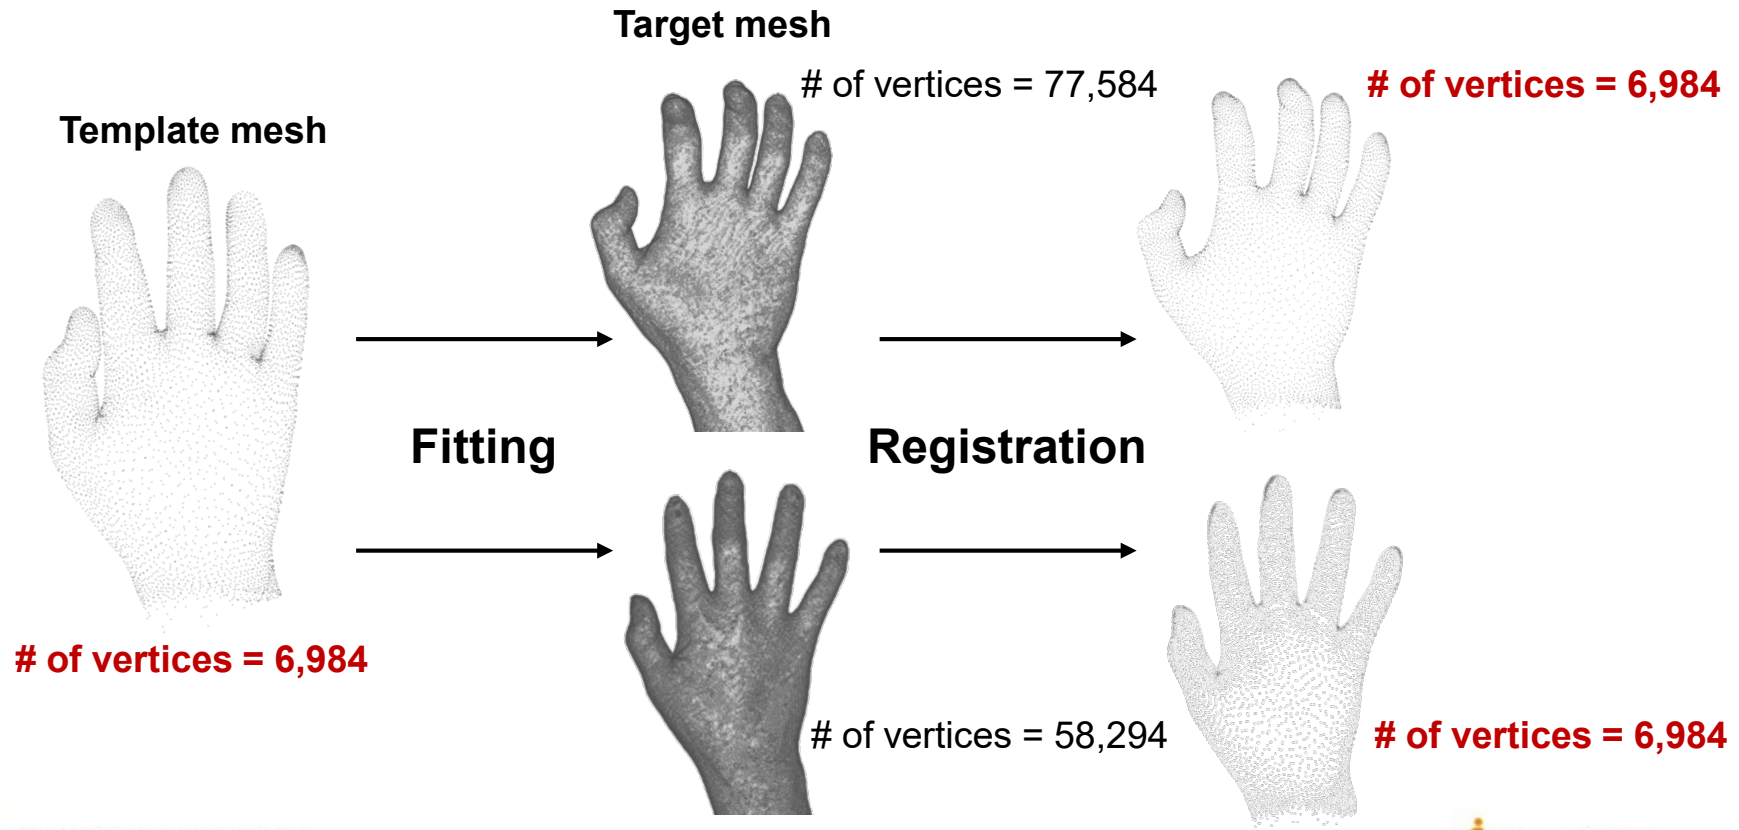 Target mesh
# of vertices = 77,584
# of vertices = 6,984
Template mesh
Fitting
Registration
# of vertices = 6,984
# of vertices = 58,294
# of vertices = 6,984